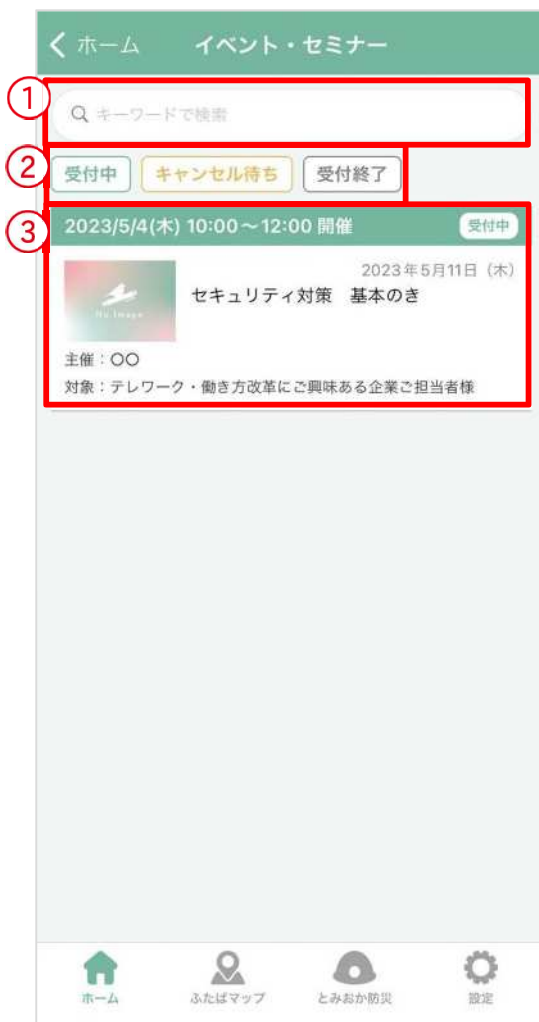 ホーム イベント・セミナー
① キーワードで検索
② 受付中 キャンセル待ち 受付終了
③ 2023/5/4(木) 10:00～12:00 開催 受付中
2023年5月11日（木）
No Image
セキュリティ対策　基本のき
主催：〇〇
対象：テレワーク・働き方改革にご興味ある企業ご担当者様
ホーム ふたばマップ とみおか防災 設定